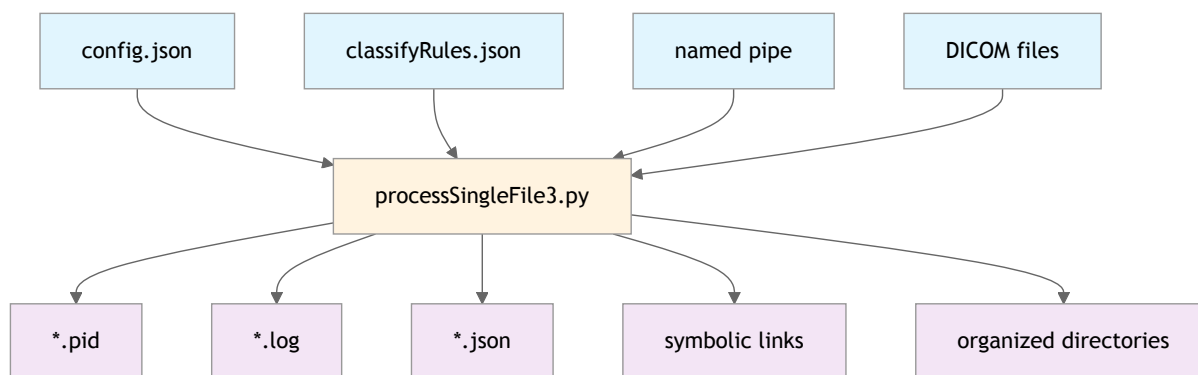 config.json
classifyRules.json
named pipe
DICOM files
processSingleFile3.py
*.pid
*.log
*.json
symbolic links
organized directories